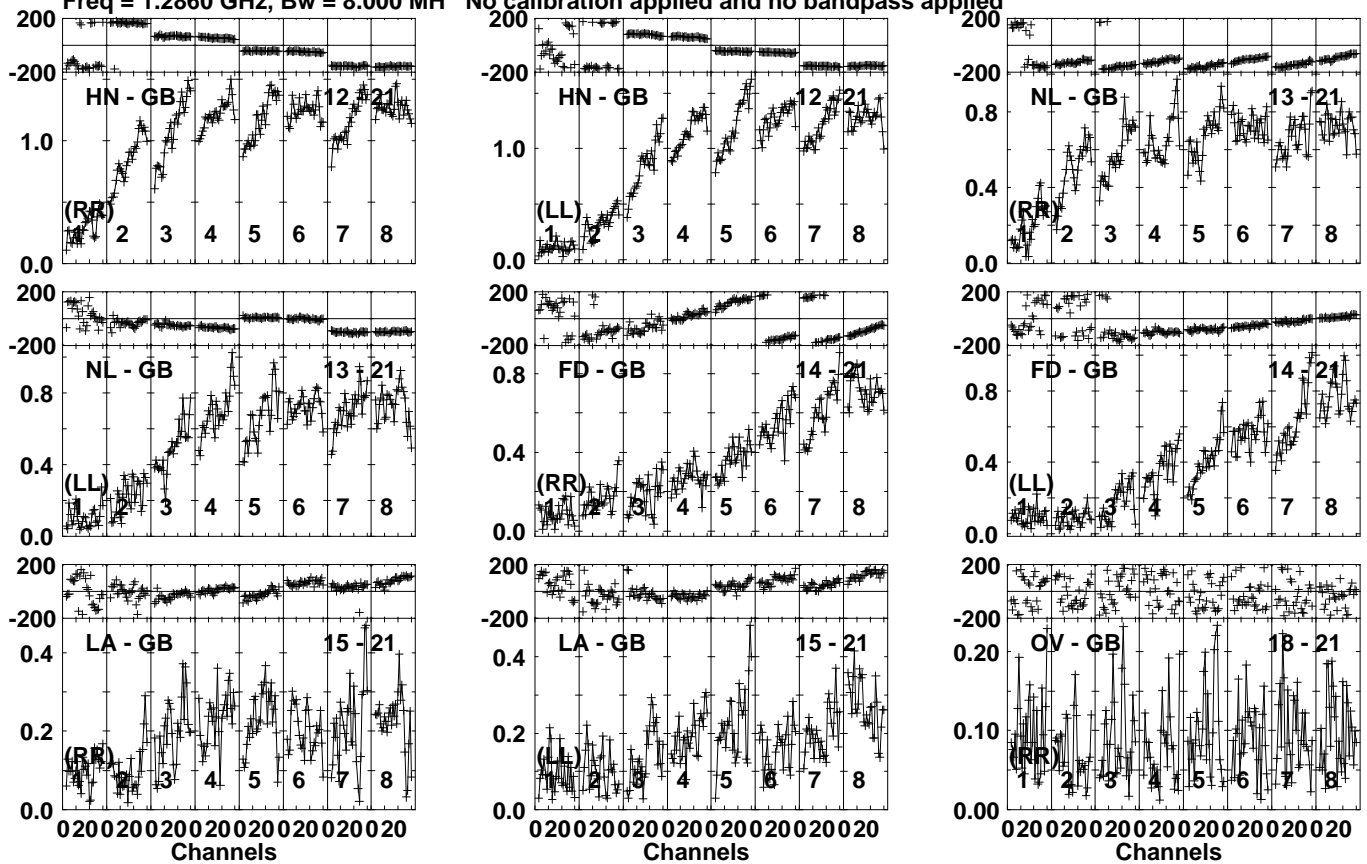 Freq = 1.2860 GHz, Bw = 8.000 MH No calibration applied and no bandpass applied
200 200 200
-200 -200 -200
HN - GB 12 - 21 HN - GB 12 - 21 NL - GB 13 - 21
0.8
1.0 1.0
0.4
(RR) (LL) (RR)
1 2 3 4 5 6 7 8 1 2 3 4 5 6 7 8 1 2 3 4 5 6 7 8
0.0 0.0 0.0
200 200 200
-200 -200 -200
NL - GB 13 - 21 FD - GB 14 - 21 FD - GB 14 - 21
0.8 0.8 0.8
0.4 0.4 0.4
(LL) (RR) (LL)
1 2 3 4 5 6 7 8 1 2 3 4 5 6 7 8 1 2 3 4 5 6 7 8
0.0 0.0 0.0
200 200 200
-200 -200 -200
LA - GB 15 - 21 LA - GB 15 - 21 OV - GB 18 - 21
0.4 0.4 0.20
0.2 0.2 0.10
(RR) (LL) (RR)
1 2 3 4 5 6 7 8 1 2 3 4 5 6 7 8 1 2 3 4 5 6 7 8
0.0 0.0 0.00
0 20 0 20 0 20 0 20 0 20 0 20 0 20 0 20 0 20 0 20 0 20 0 20 0 20 0 20 0 20 0 20 0 20 0 20 0 20 0 20 0 20 0 20 0 20 0 20
Channels Channels Channels